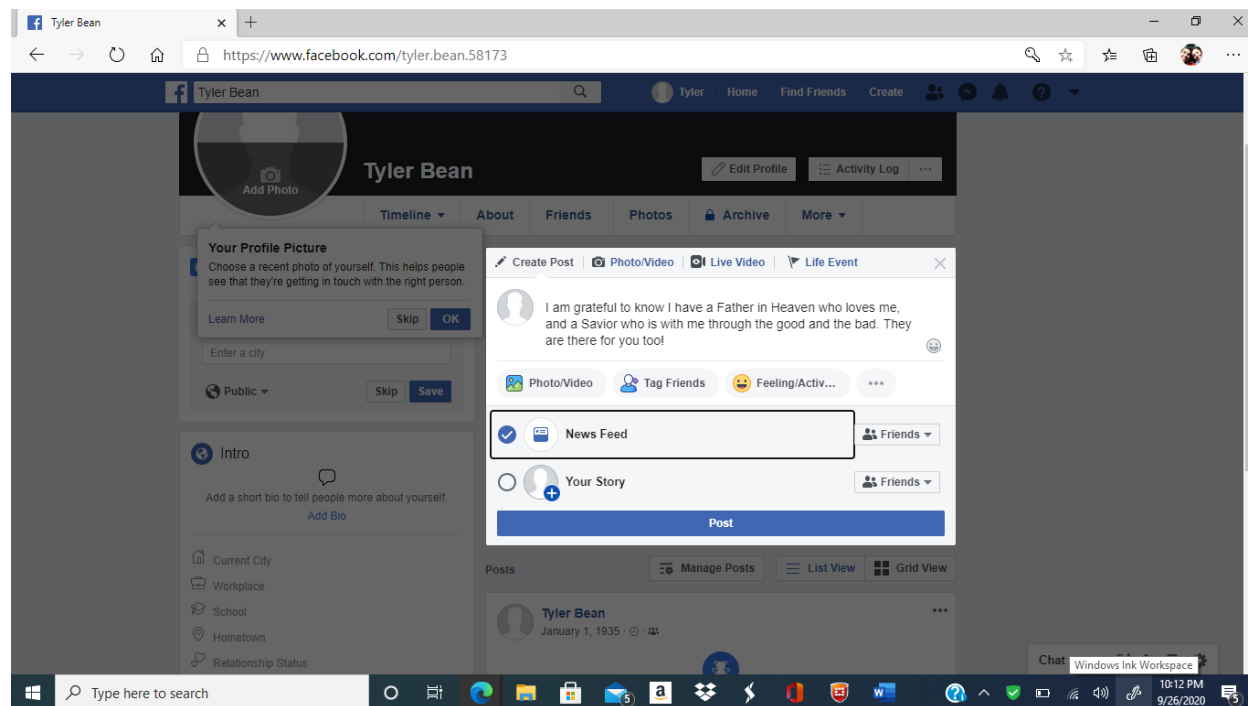 Tyler Bean
https://www.facebook.com/tyler.bean.58173
Tyler Bean
Tyler Home Find Friends Create
Add Photo
Tyler Bean
Edit Profile
Activity Log
Timeline About Friends Photos Archive More
Your Profile Picture
Choose a recent photo of yourself. This helps people
see that they're getting in touch with the right person.
Learn More Skip OK
Enter a city
Public Skip Save
Create Post Photo/Video Live Video Life Event
I am grateful to know I have a Father in Heaven who loves me,
and a Savior who is with me through the good and the bad. They
are there for you too!
Photo/Video Tag Friends Feeling/Activ...
News Feed Friends
Your Story Friends
Post
Intro
Add a short bio to tell people more about yourself.
Add Bio
Current City
Workplace
School
Hometown
Relationship Status
Posts Manage Posts List View Grid View
Tyler Bean
January 1, 1935
Chat
Windows Ink Workspace
Type here to search
5
a
W
10:12 PM
9/26/2020
5